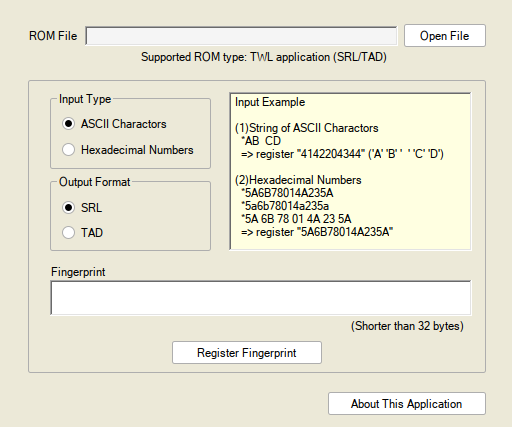 ROM File
Open File
Supported ROM type: TWL application (SRL/TAD)
Input Type
ASCII Charactors
Hexadecimal Numbers
Output Format
SRL
TAD
Input Example
(1)String of ASCII Charactors
*AB  CD
=> register "4142204344" ('A' 'B' '  ' 'C' 'D')
(2)Hexadecimal Numbers
*5A6B78014A235A
*5a6b78014a235a
*5A 6B 78 01 4A 23 5A
=> register "5A6B78014A235A"
Fingerprint
(Shorter than 32 bytes)
Register Fingerprint
About This Application